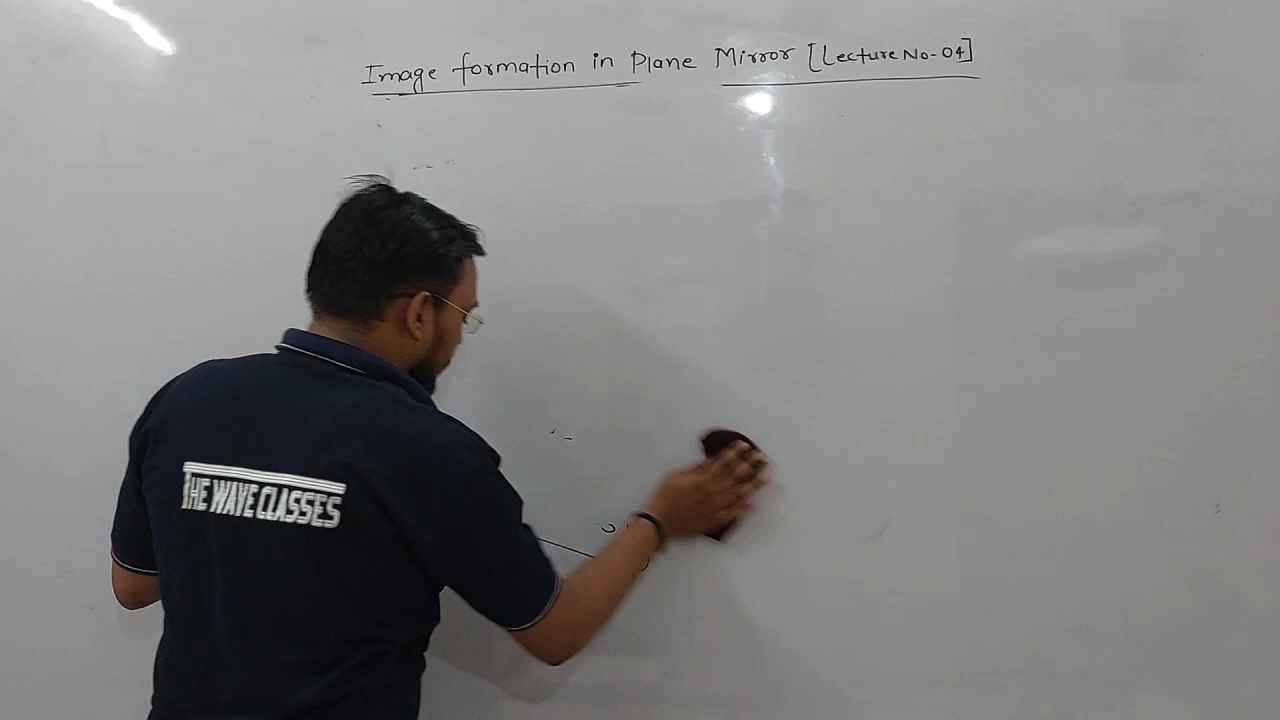 Image formation in Plane Mirror [Lecture No-04]
THE WAVE CLASSES